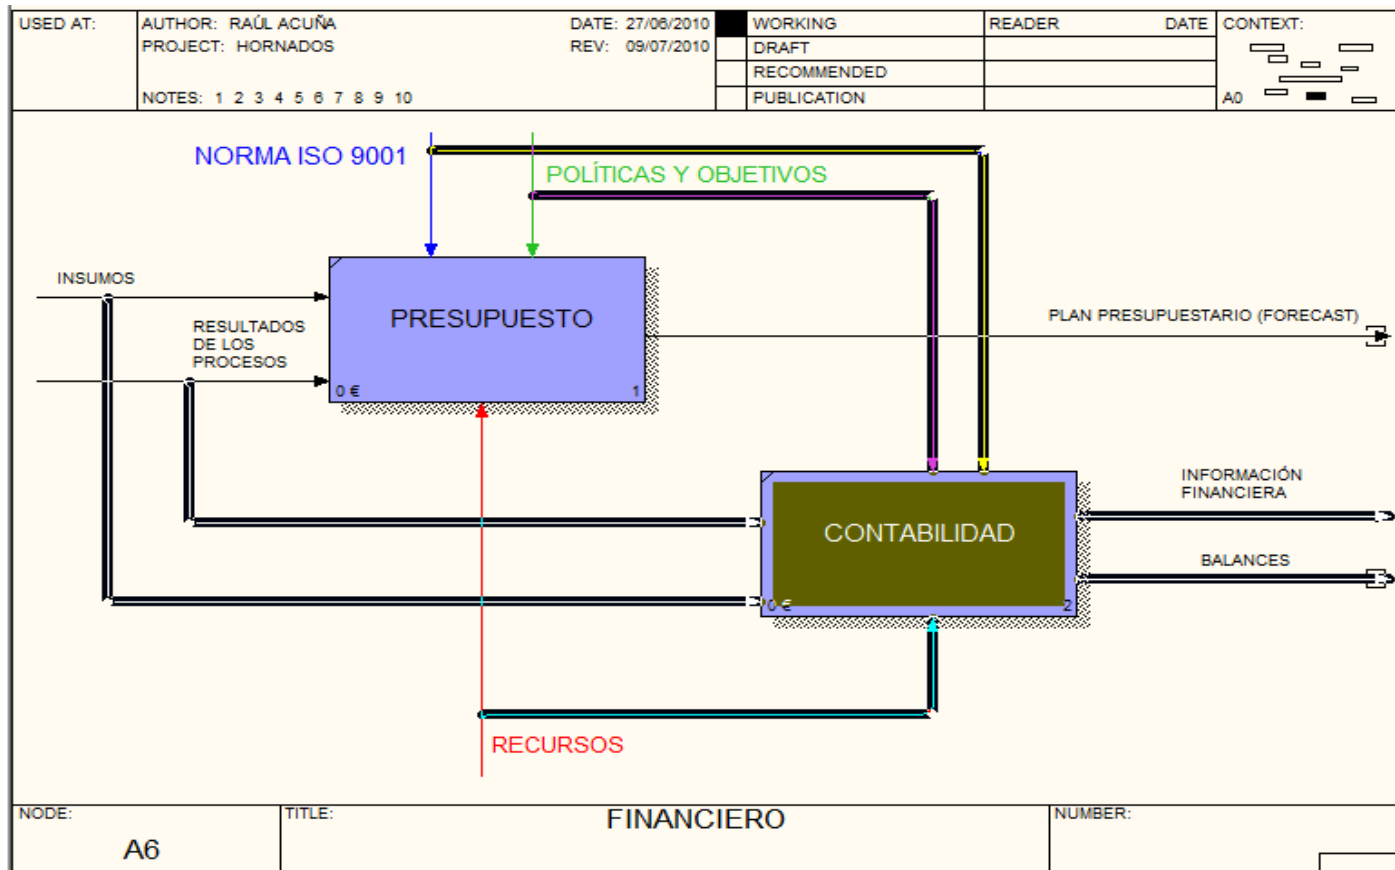 USED AT:
AUTHOR: RAÚL ACUÑA
DATE: 27/06/2010
WORKING
READER
DATE
CONTEXT:
PROJECT: HORNADOS
REV: 09/07/2010
DRAFT
RECOMMENDED
NOTES: 1 2 3 4 5 6 7 8 9 10
PUBLICATION
A0
NORMA ISO 9001
POLÍTICAS Y OBJETIVOS
INSUMOS
RESULTADOS
DE LOS
PROCESOS
PRESUPUESTO
0 €
1
PLAN PRESUPUESTARIO (FORECAST)
INFORMACIÓN
FINANCIERA
CONTABILIDAD
BALANCES
0 €
2
RECURSOS
NODE:
A6
TITLE:
FINANCIERO
NUMBER: